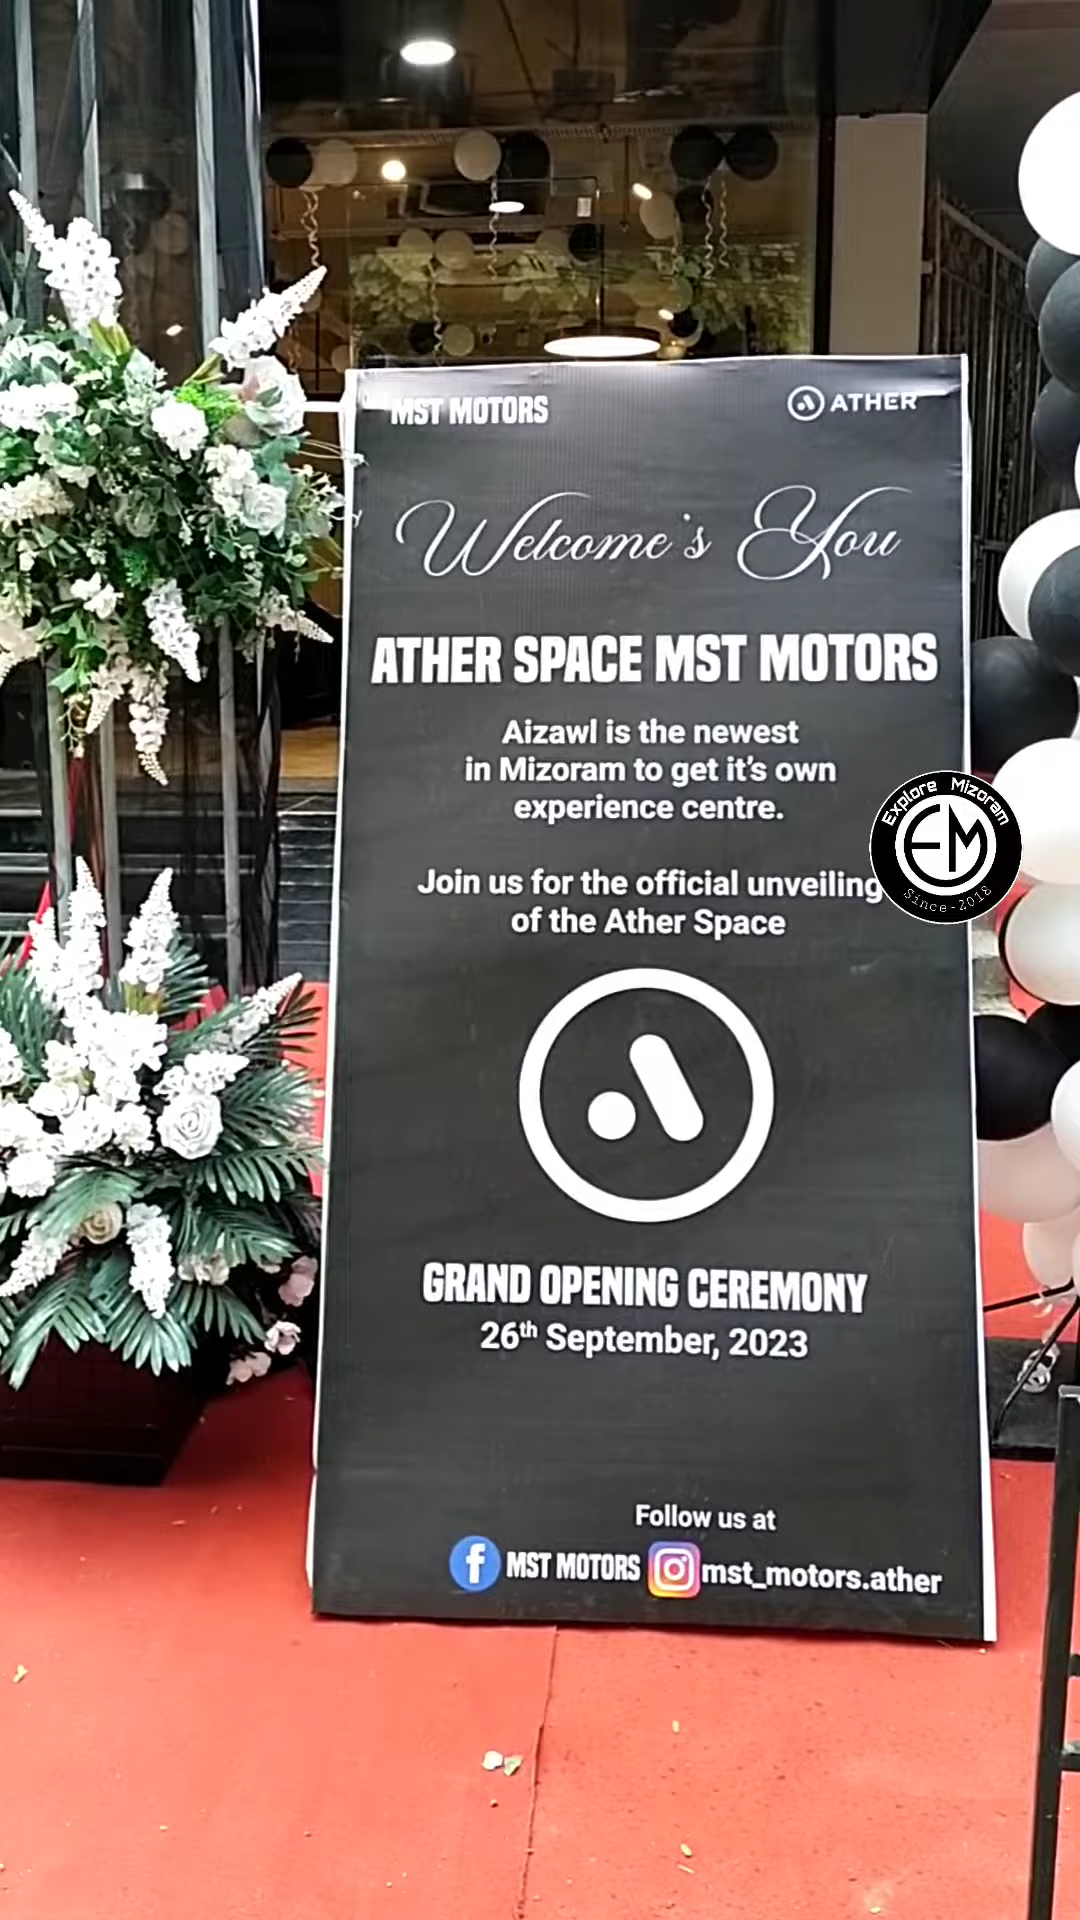 MST MOTORS
ATHER
Welcome's You
ATHER SPACE MST MOTORS
Aizawl is the newest
in Mizoram to get it's own
experience centre.
Join us for the official unveiling
of the Ather Space
GRAND OPENING CEREMONY
26th September, 2023
Follow us at
MST MOTORS
mst_motors.ather
Explore Mizoram
EM
Since-2018